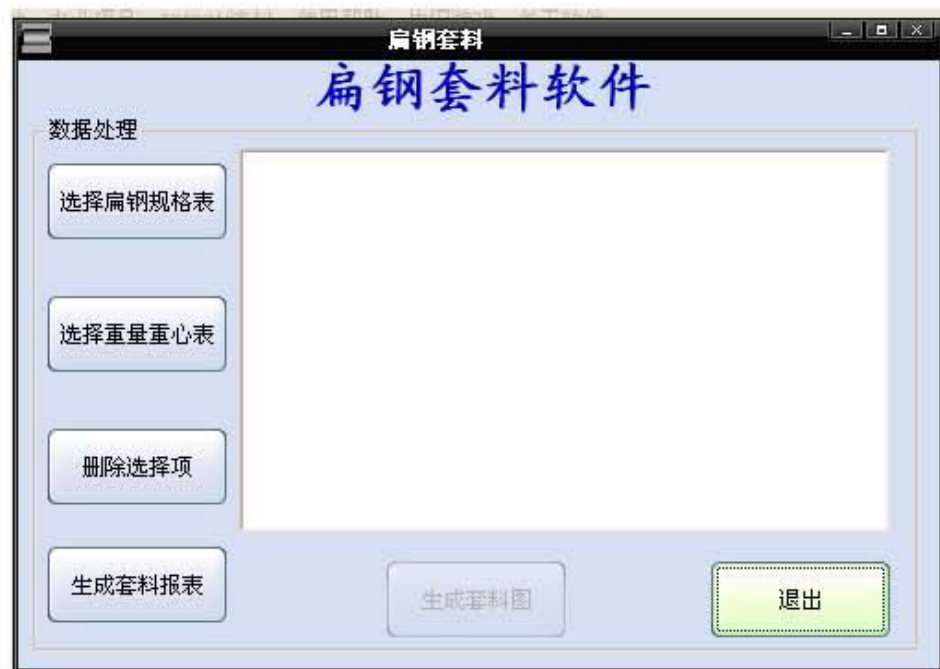 扁钢套料
扁钢套料软件
数据处理
选择扁钢规格表
选择重量重心表
删除选择项
生成套料报表
生成套料图
退出